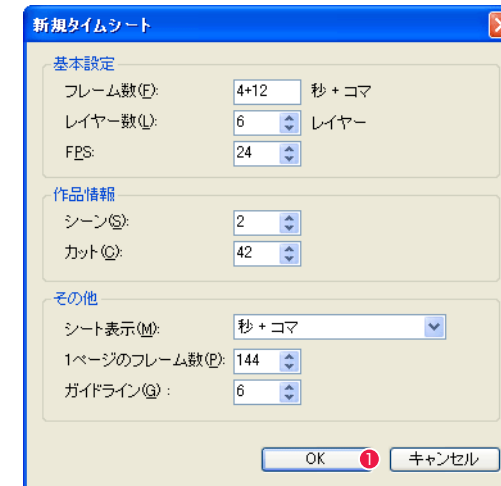 新規タイムシート
基本設定
フレーム数(F): 4+12 秒 + コマ
レイヤー数(L): 6 レイヤー
FPS: 24
作品情報
シーン(S): 2
カット(C): 42
その他
シート表示(M): 秒 + コマ
1ページのフレーム数(P): 144
ガイドライン(G) : 6
OK 1 キャンセル